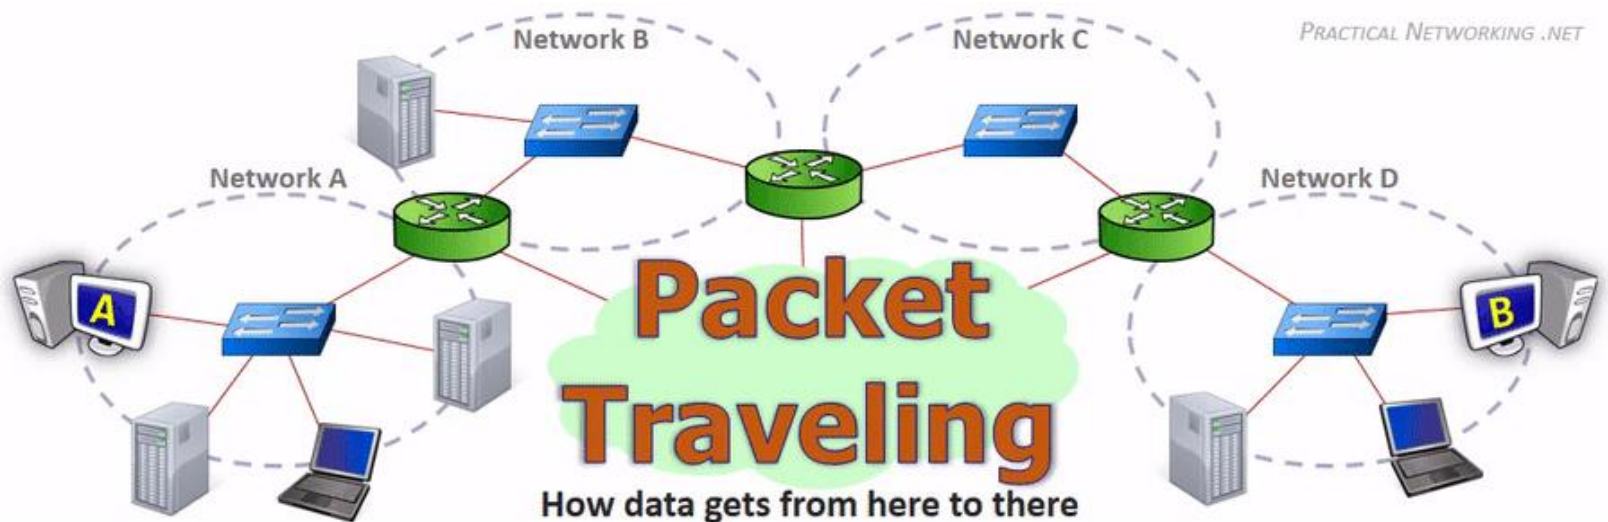 Network B
Network C
PRACTICAL NETWORKING .NET
Network A
Network D
A
B
Packet
Traveling
How data gets from here to there